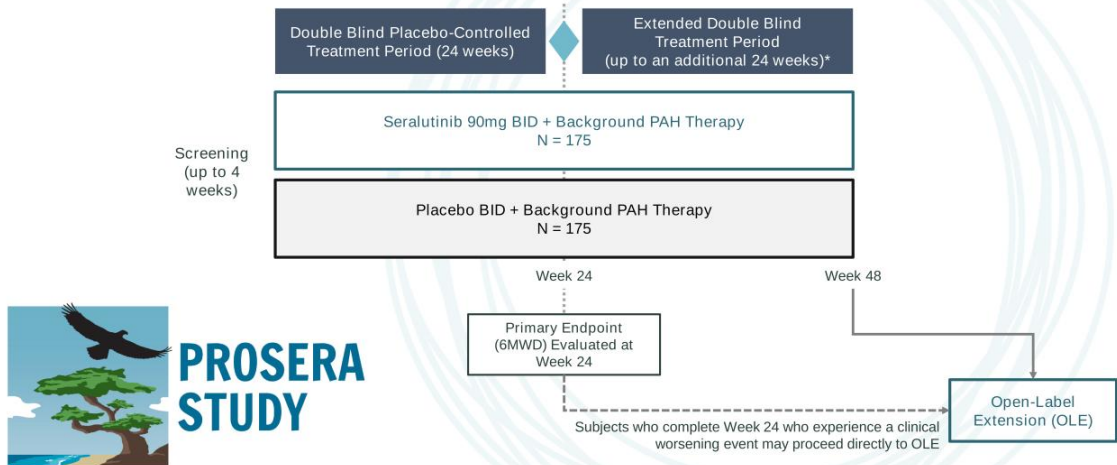 Double Blind Placebo-Controlled
Treatment Period (24 weeks)
Extended Double Blind
Treatment Period
(up to an additional 24 weeks)*
Screening
(up to 4
weeks)
Seralutinib 90mg BID + Background PAH Therapy
N = 175
Placebo BID + Background PAH Therapy
N = 175
Week 24
Week 48
Primary Endpoint
(6MWD) Evaluated at
Week 24
PROSERA
STUDY
Subjects who complete Week 24 who experience a clinical
worsening event may proceed directly to OLE
Open-Label
Extension (OLE)